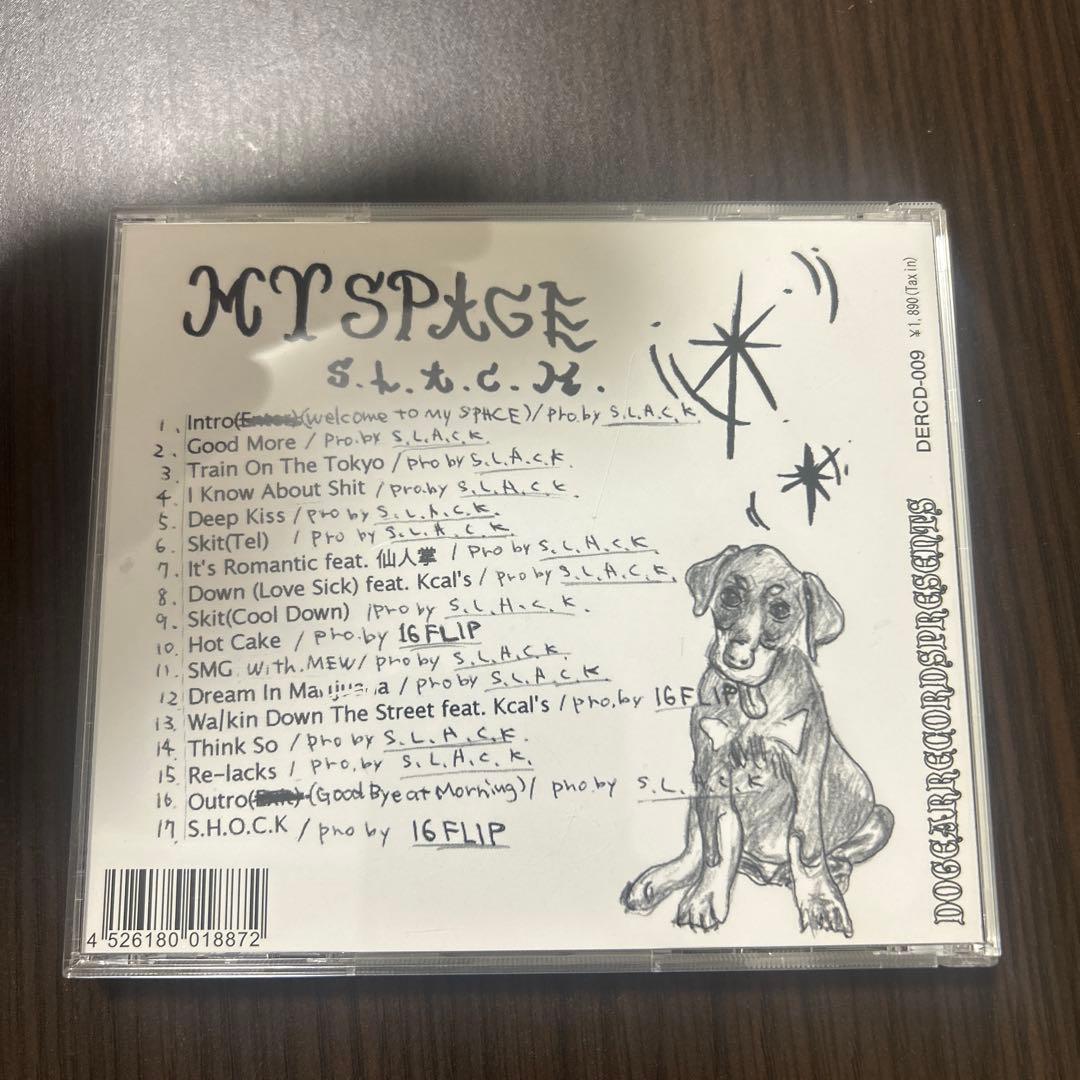 MY SPACE
S.L.A.C.K.
1. Intro(Enter)(welcome to My SPACE)/Pro.by S.L.A.C.K
2. Good More / Pro.by S.L.A.C.K.
3. Train On The Tokyo / pro by S.L.A.C.K.
4. I Know About Shit / pro.by S.L.A.C.K.
5. Deep Kiss / pro by S.L.A.C.K.
6. Skit(Tel) / pro by S.L.A.C.K.
7. It's Romantic feat. 仙人掌 / pro by S.L.A.C.K.
8. Down (Love Sick) feat. Kcal's / pro by S.L.A.C.K.
9. Skit(Cool Down) /pro by S.L.A.C.K.
10. Hot Cake / pro.by 16FLIP
11. SMG with.MEW/ pro by S.L.A.C.K.
12 Dream In Marijuana / pro by S.L.A.C.K.
13. Walkin Down The Street feat. Kcal's / pro.by 16FLIP
14. Think So / pro by S.L.A.C.K.
15. Re-lacks / pro.by S.L.A.C.K.
16. Outro(Exit)(Good Bye at Morning)/ pro.by S.L.A.C.K
17. S.H.O.C.K / pro by 16FLIP
4 526180 018872
DOGEARRECORDSPRESENTS DERCD-009 ¥1,890(Tax in)